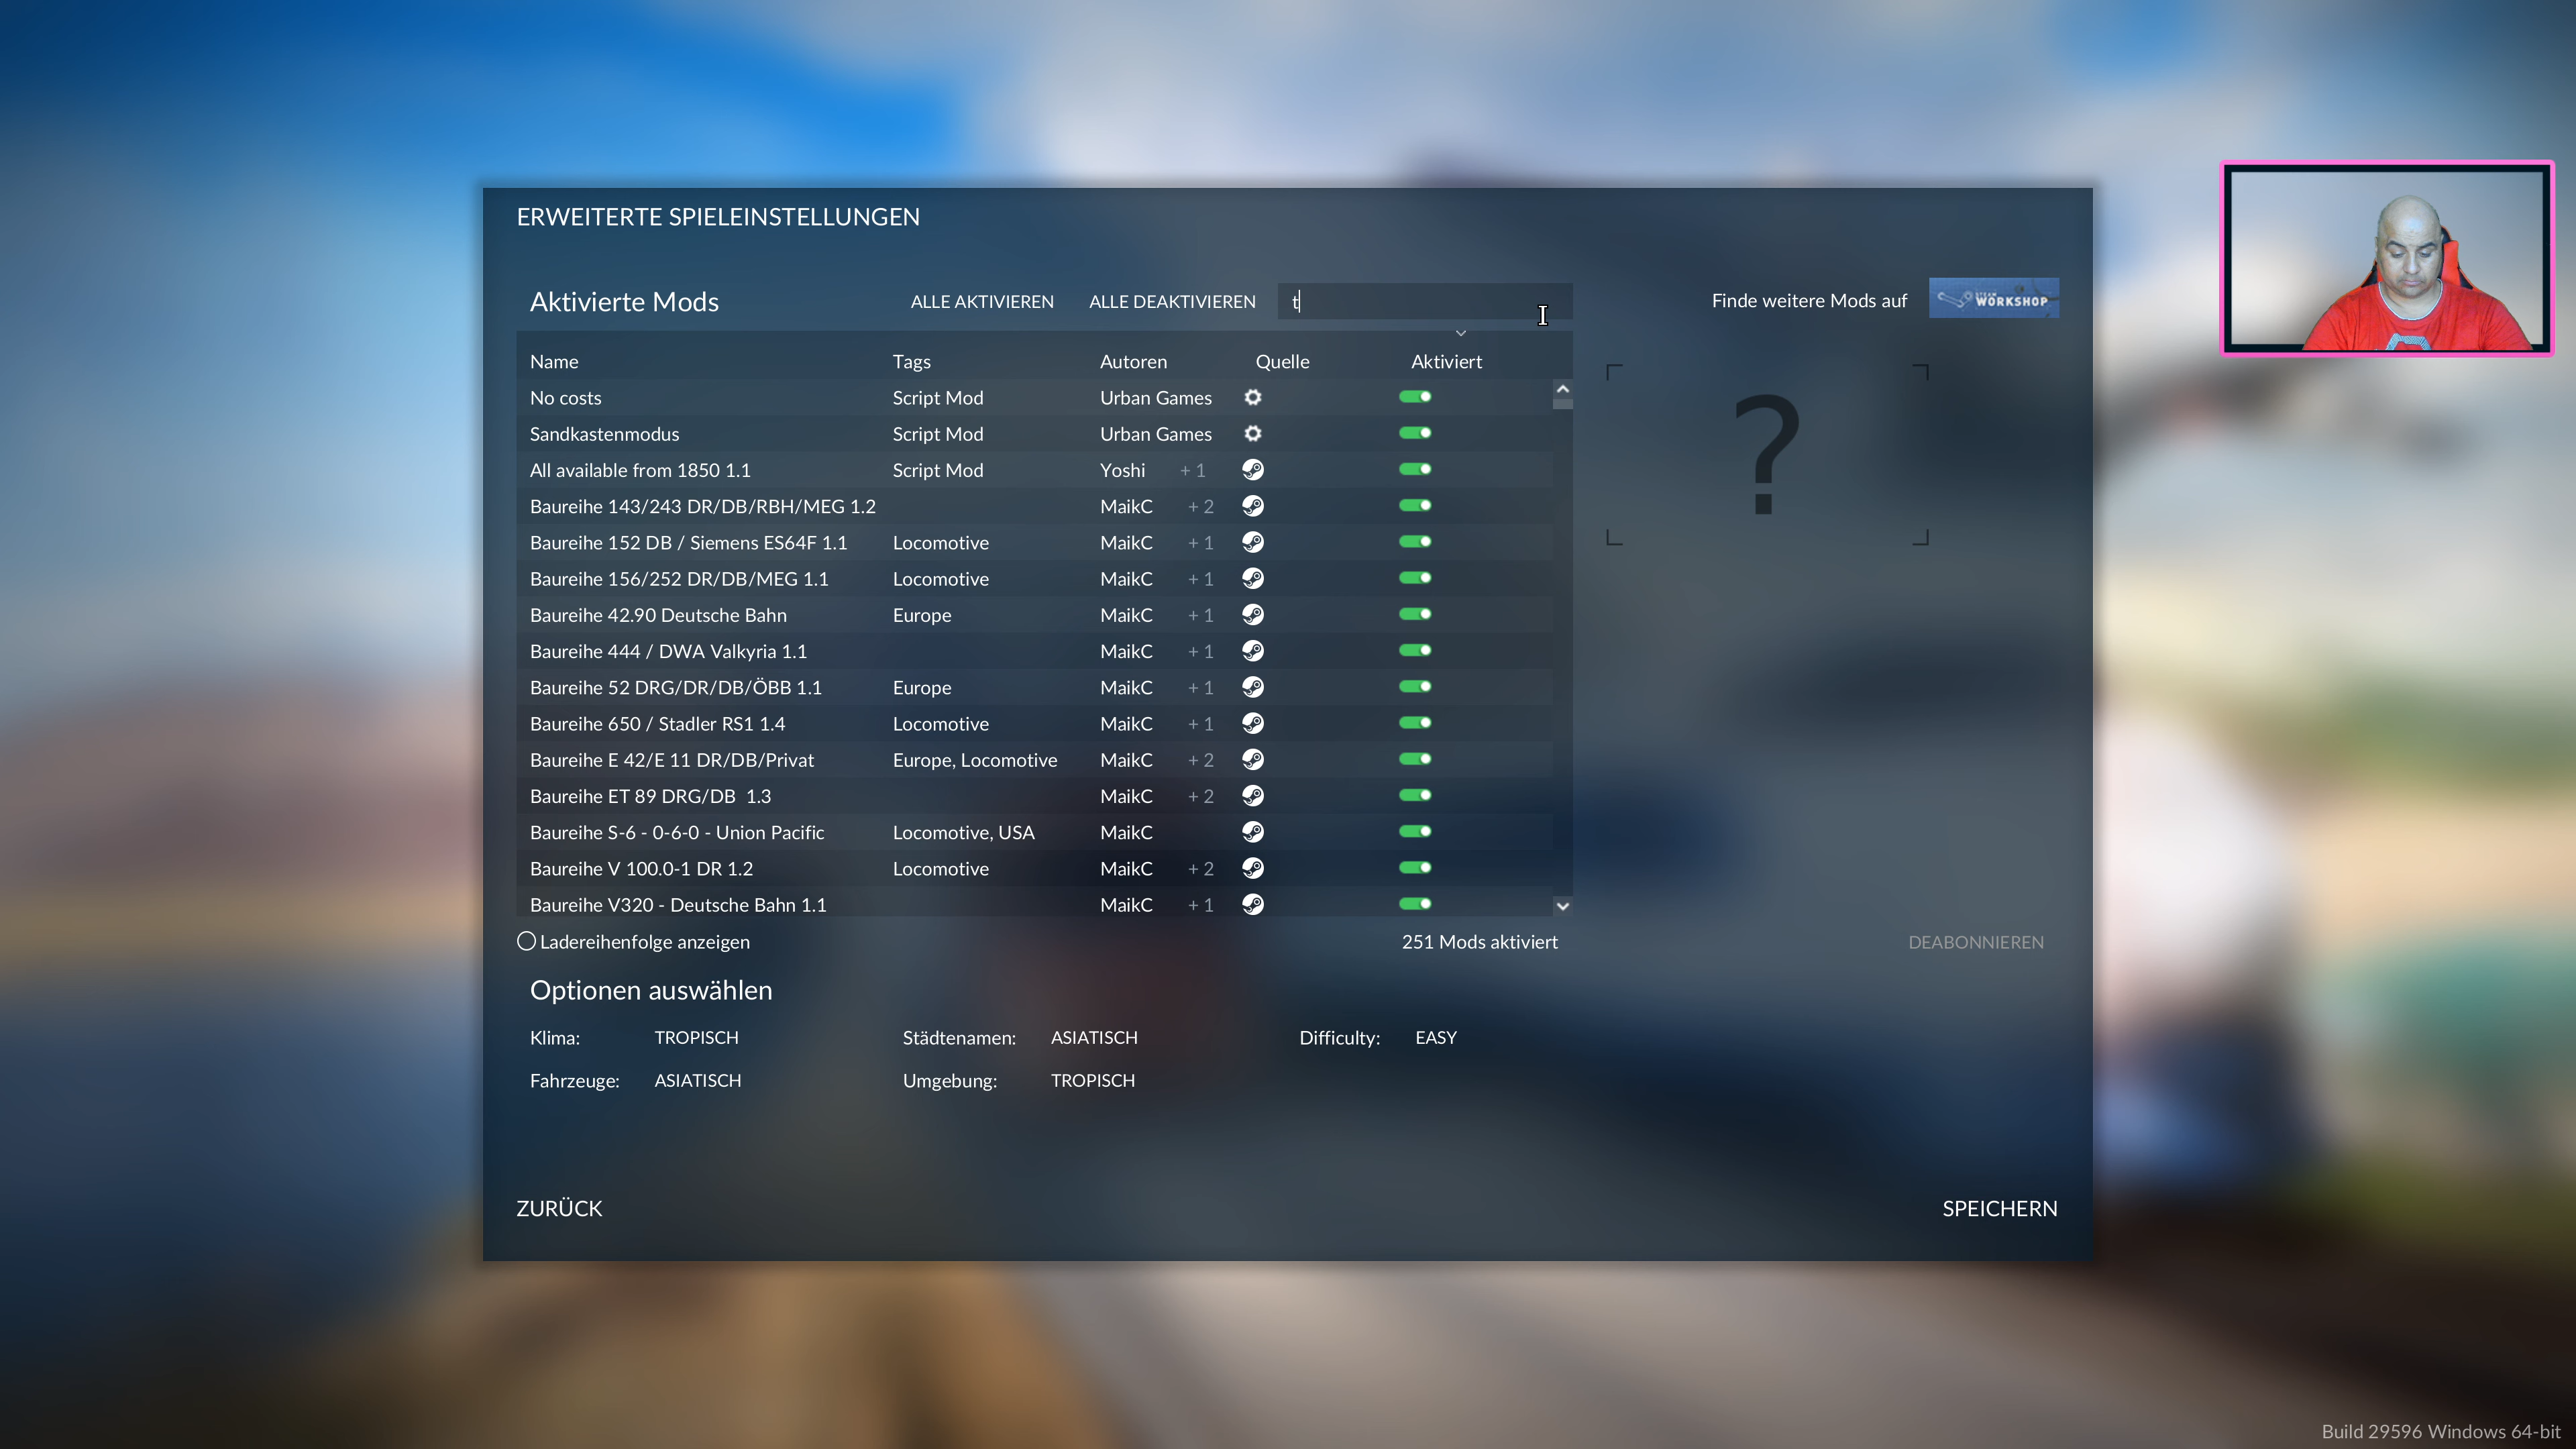 ERWEITERTE SPIELEINSTELLUNGEN
Aktivierte Mods ALLE AKTIVIEREN ALLE DEAKTIVIEREN t Finde weitere Mods auf STEAM WORKSHOP
Name Tags Autoren Quelle Aktiviert
No costs Script Mod Urban Games
Sandkastenmodus Script Mod Urban Games
All available from 1850 1.1 Script Mod Yoshi + 1
Baureihe 143/243 DR/DB/RBH/MEG 1.2 MaikC + 2
Baureihe 152 DB / Siemens ES64F 1.1 Locomotive MaikC + 1
Baureihe 156/252 DR/DB/MEG 1.1 Locomotive MaikC + 1
Baureihe 42.90 Deutsche Bahn Europe MaikC + 1
Baureihe 444 / DWA Valkyria 1.1 MaikC + 1
Baureihe 52 DRG/DR/DB/ÖBB 1.1 Europe MaikC + 1
Baureihe 650 / Stadler RS1 1.4 Locomotive MaikC + 1
Baureihe E 42/E 11 DR/DB/Privat Europe, Locomotive MaikC + 2
Baureihe ET 89 DRG/DB 1.3 MaikC + 2
Baureihe S-6 - 0-6-0 - Union Pacific Locomotive, USA MaikC
Baureihe V 100.0-1 DR 1.2 Locomotive MaikC + 2
Baureihe V320 - Deutsche Bahn 1.1 MaikC + 1
Ladereihenfolge anzeigen 251 Mods aktiviert DEABONNIEREN
Optionen auswählen
Klima: TROPISCH Städtenamen: ASIATISCH Difficulty: EASY
Fahrzeuge: ASIATISCH Umgebung: TROPISCH
ZURÜCK SPEICHERN
Build 29596 Windows 64-bit